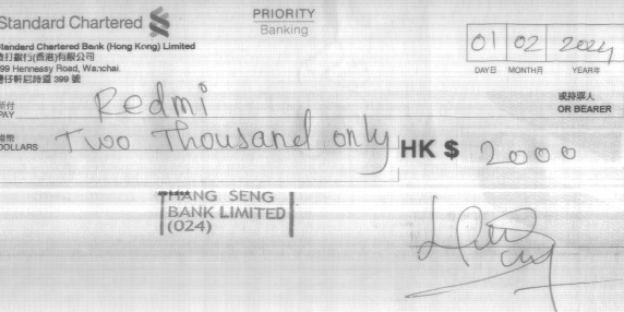 Standard Chartered
PRIORITY
Banking
Standard Chartered Bank (Hong Kong) Limited
渣打銀行(香港)有限公司
399 Hennessy Road, Wanchai.
灣仔軒尼詩道 399 號
01 02 2024
DAY日 MONTH月 YEAR年
祈付
PAY Redmi
或持票人
OR BEARER
港幣
DOLLARS Two Thousand only HK $ 2000
HANG SENG
BANK LIMITED
(024)